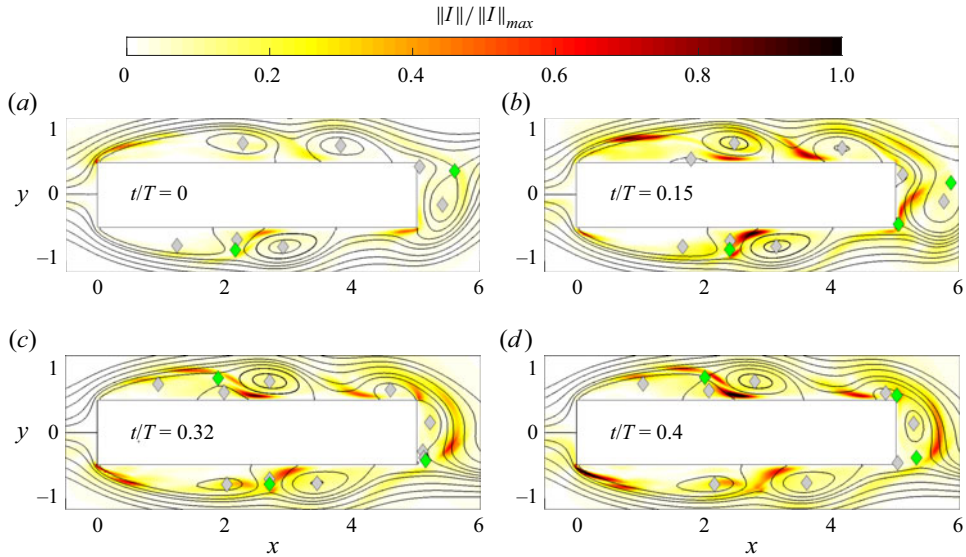 ||I||/||I||max
0 0.2 0.4 0.6 0.8 1.0
(a) (b)
1 1
y 0 0
t/T = 0 t/T = 0.15
−1 −1
0 2 4 6 0 2 4 6
(c) (d)
1 1
y 0 0
t/T = 0.32 t/T = 0.4
−1 −1
0 2 4 6 0 2 4 6
x x